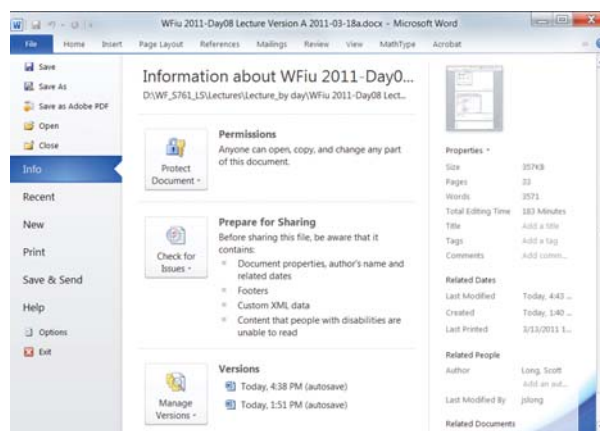 WFiu 2011-Day08 Lecture Version A 2011-03-18a.docx - Microsoft Word
File Home Insert Page Layout References Mailings Review View MathType Acrobat
Save
Save As
Save as Adobe PDF
Open
Close
Info
Recent
New
Print
Save & Send
Help
Options
Exit
Information about WFiu 2011-Day0...
D:\WF_S761_LS\Lectures\Lecture_by day\WFiu 2011-Day08 Lect...
Protect
Document
Permissions
Anyone can open, copy, and change any part
of this document.
Check for
Issues
Prepare for Sharing
Before sharing this file, be aware that it
contains:
Document properties, author's name and
related dates
Footers
Custom XML data
Content that people with disabilities are
unable to read
Manage
Versions
Versions
Today, 4:38 PM (autosave)
Today, 1:51 PM (autosave)
Properties
Size 357KB
Pages 33
Words 3571
Total Editing Time 183 Minutes
Title Add a title
Tags Add a tag
Comments Add comm...
Related Dates
Last Modified Today, 4:43 ...
Created Today, 1:40 ...
Last Printed 3/13/2011 1...
Related People
Author Long, Scott
Add an aut...
Last Modified By jslong
Related Documents